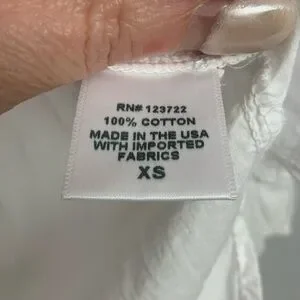 RN# 123722
100% COTTON
MADE IN THE USA
WITH IMPORTED
FABRICS
XS